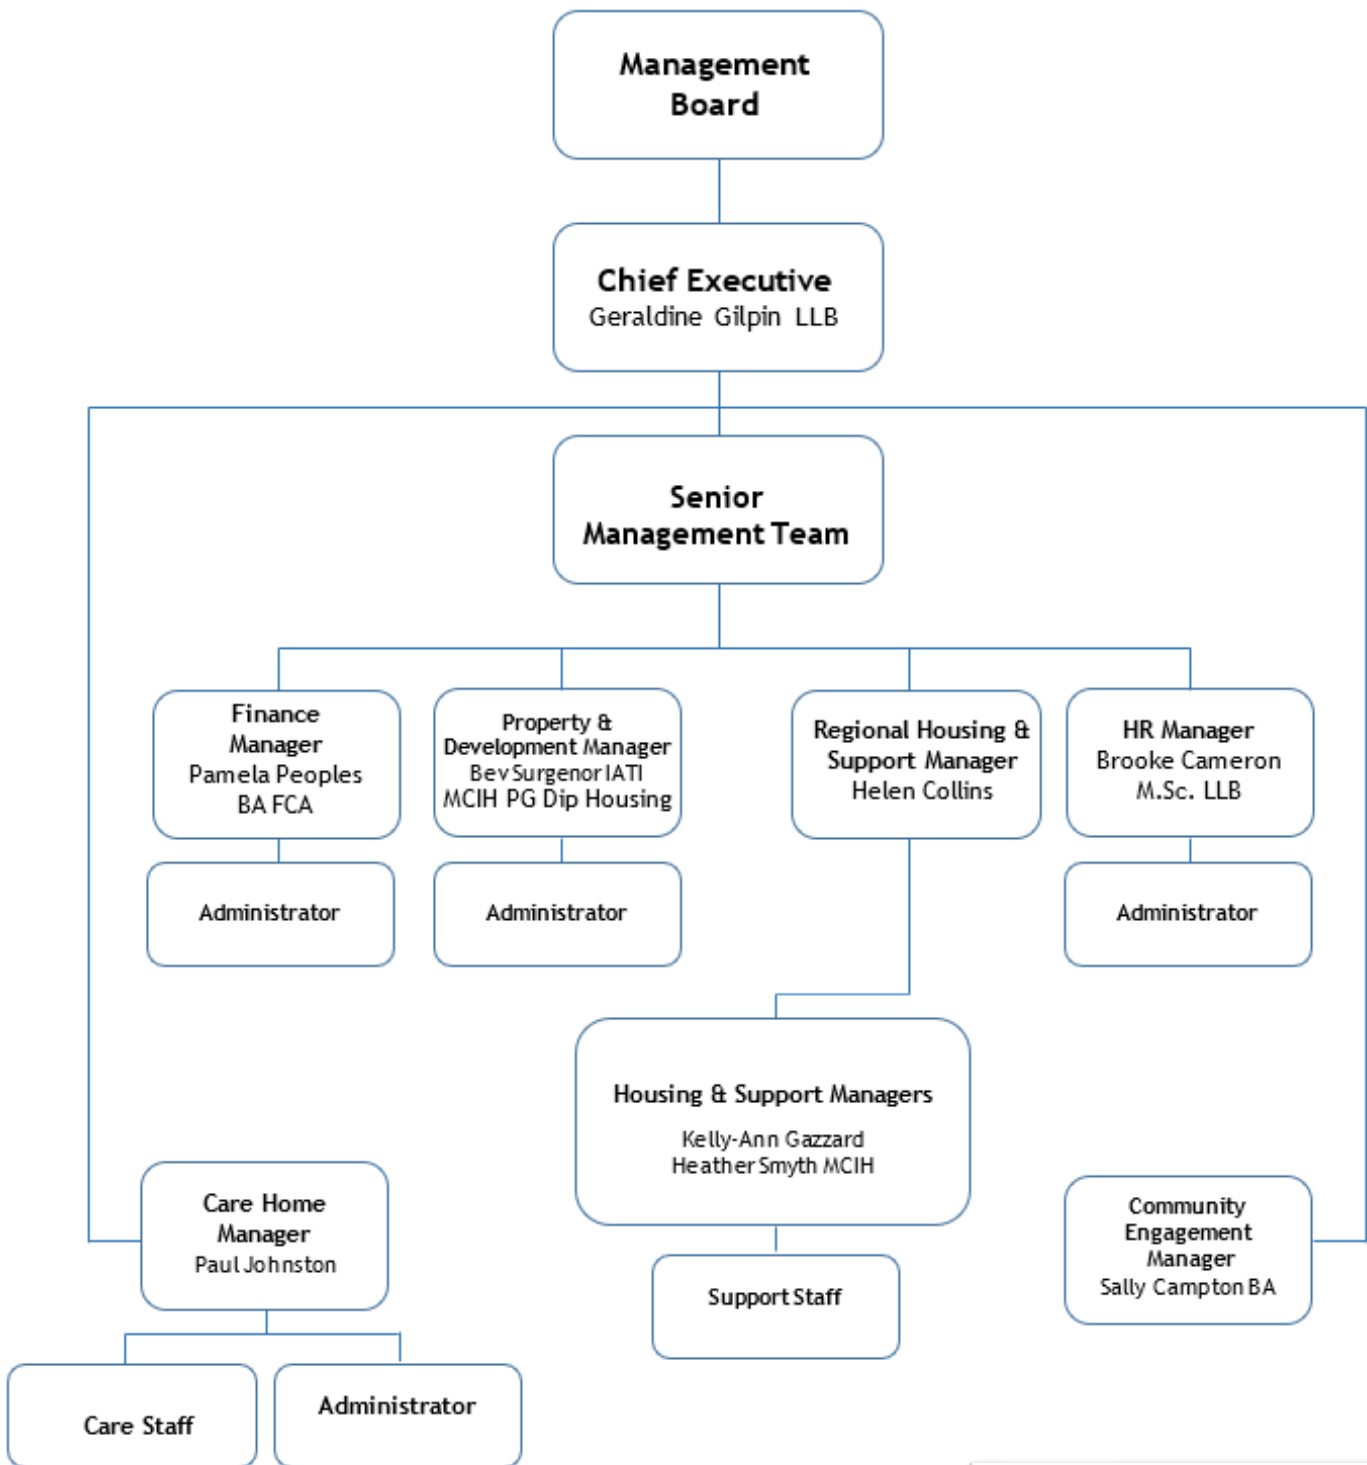 Management
Board
Chief Executive
Geraldine Gilpin LLB
Senior
Management Team
Finance
Manager
Pamela Peoples
BA FCA
Property &
Development Manager
Bev Surgenor IATI
MCIH PG Dip Housing
Regional Housing &
Support Manager
Helen Collins
HR Manager
Brooke Cameron
M.Sc. LLB
Administrator
Administrator
Administrator
Housing & Support Managers
Kelly-Ann Gazzard
Heather Smyth MCIH
Care Home
Manager
Paul Johnston
Community
Engagement
Manager
Sally Campton BA
Support Staff
Care Staff
Administrator